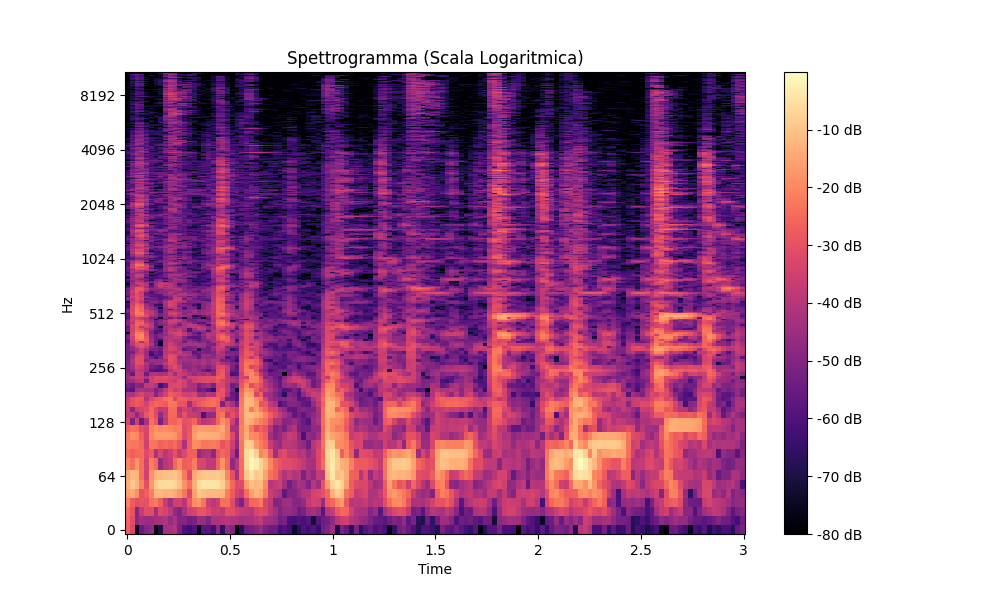 Spettrogramma (Scala Logaritmica)
Hz
8192
4096
2048
1024
512
256
128
64
0
0 0.5 1 1.5 2 2.5 3
Time
-10 dB
-20 dB
-30 dB
-40 dB
-50 dB
-60 dB
-70 dB
-80 dB